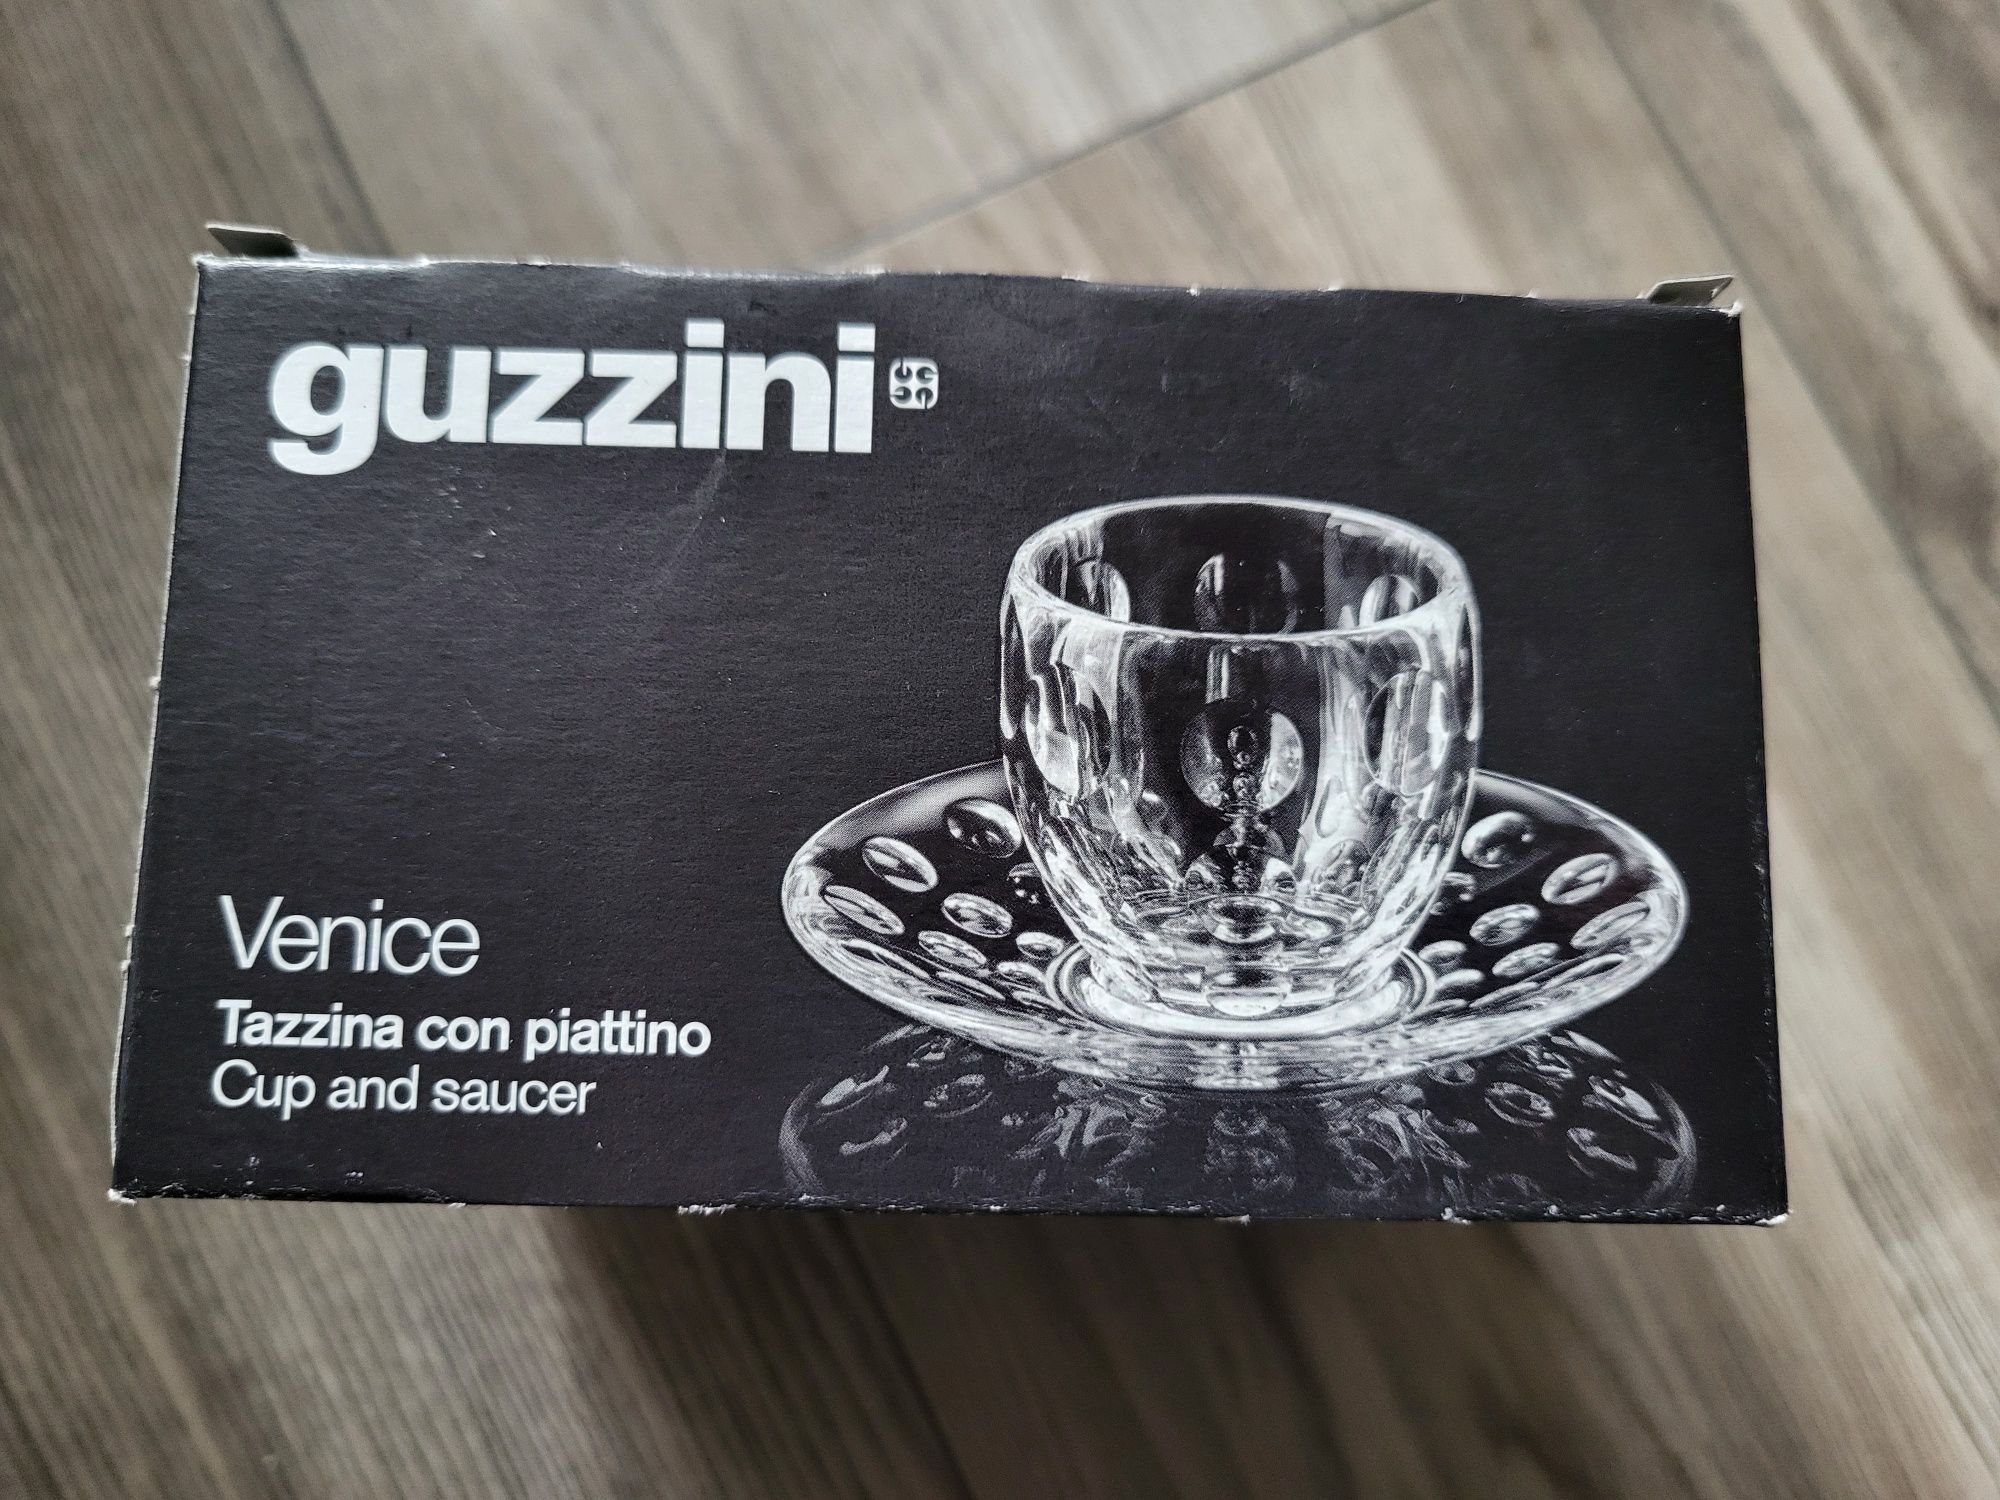 guzzini
Venice
Tazzina con piattino
Cup and saucer